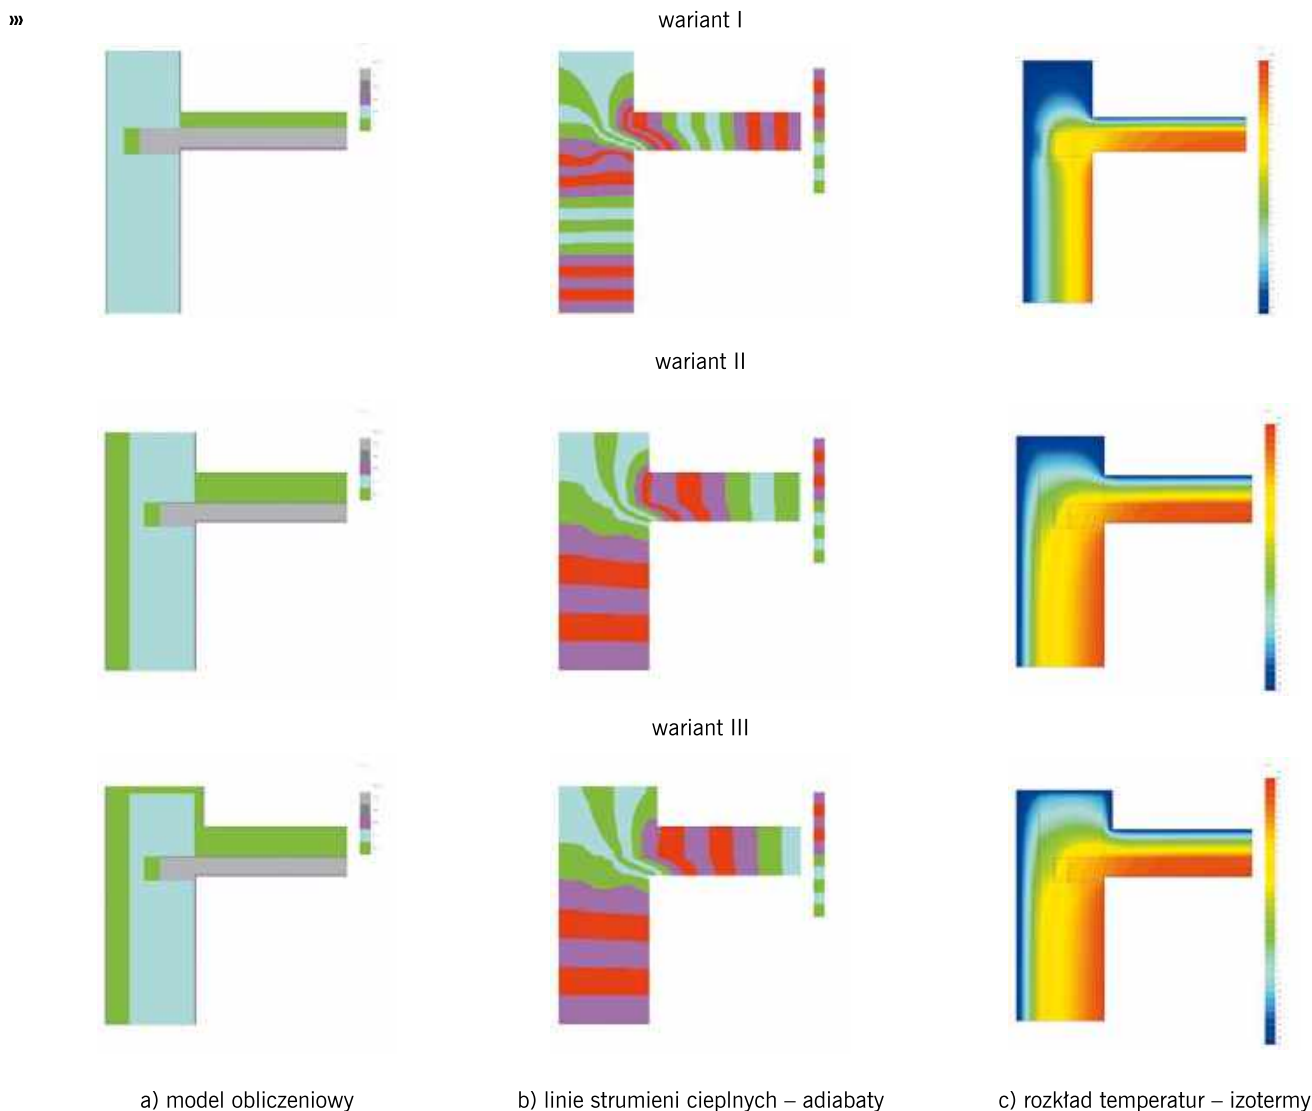 »»
wariant I
wariant II
wariant III
a) model obliczeniowy
b) linie strumieni cieplnych – adiabaty
c) rozkład temperatur – izotermy